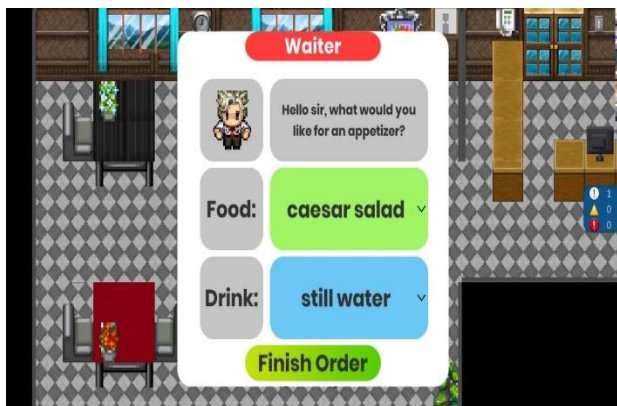 Waiter
Hello sir, what would you
like for an appetizer?
Food:
caesar salad
Drink:
still water
Finish Order
1
0
0